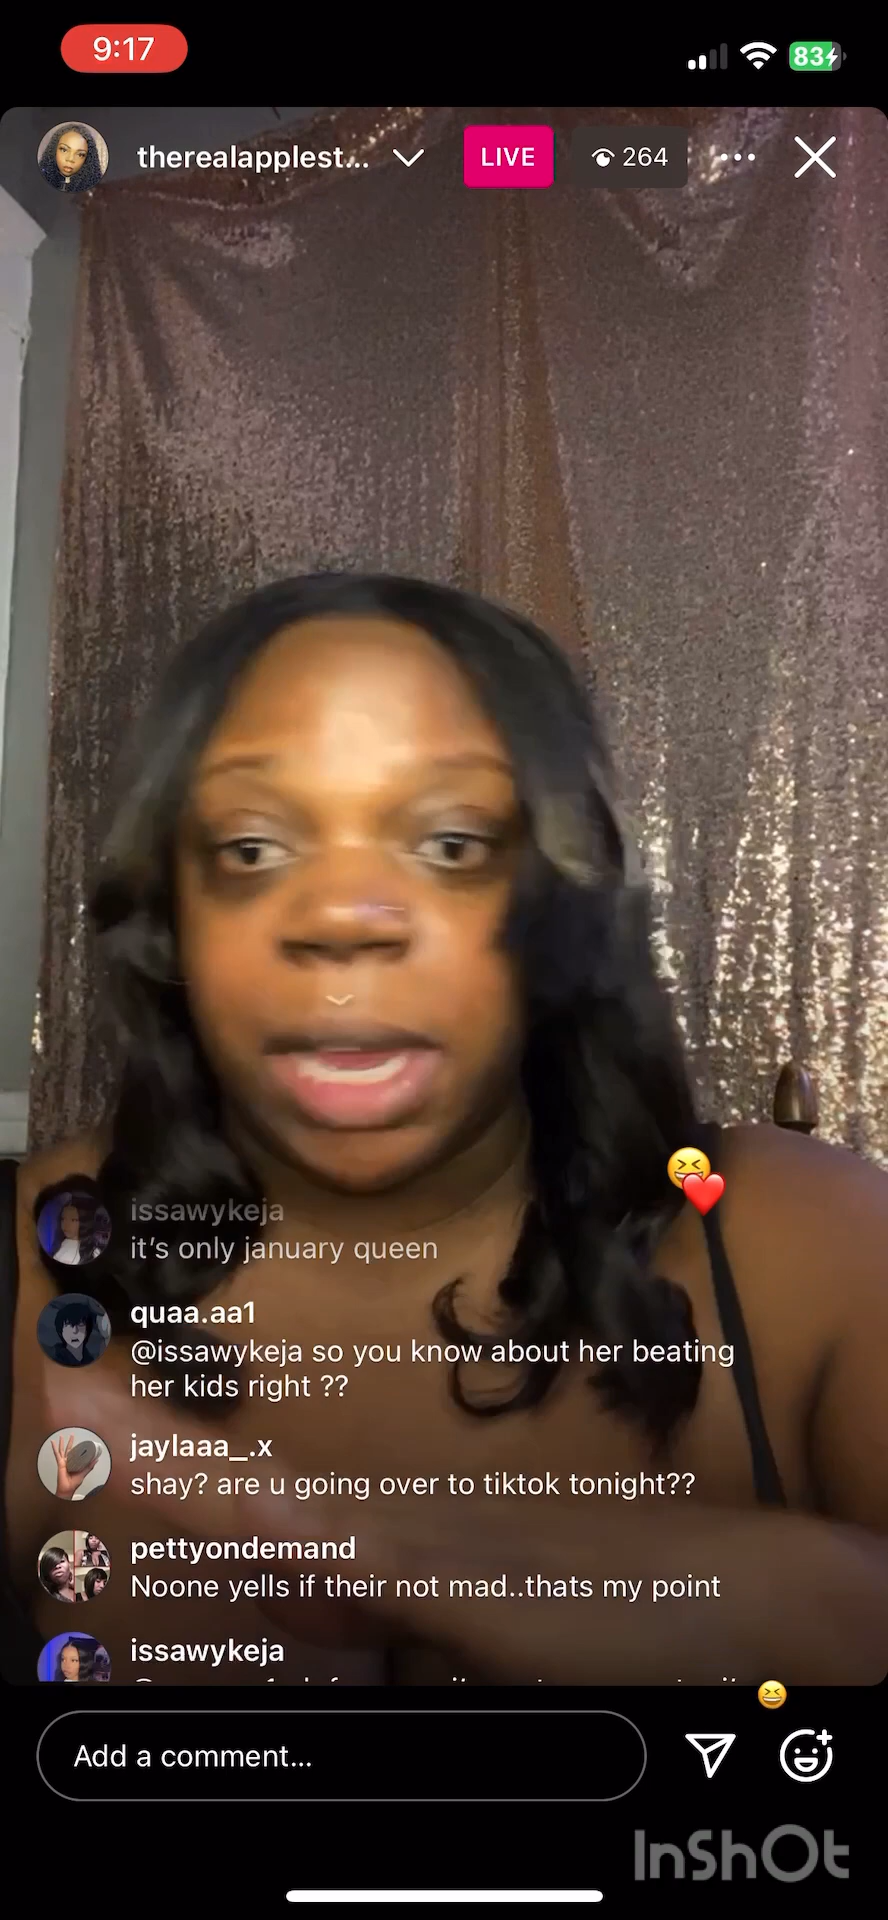 9:17
83
therealapplest...
LIVE
264
issawykeja
it's only january queen
quaa.aa1
@issawykeja so you know about her beating
her kids right ??
jaylaaa_.x
shay? are u going over to tiktok tonight??
pettyondemand
Noone yells if their not mad..thats my point
issawykeja
Add a comment...
InShOt